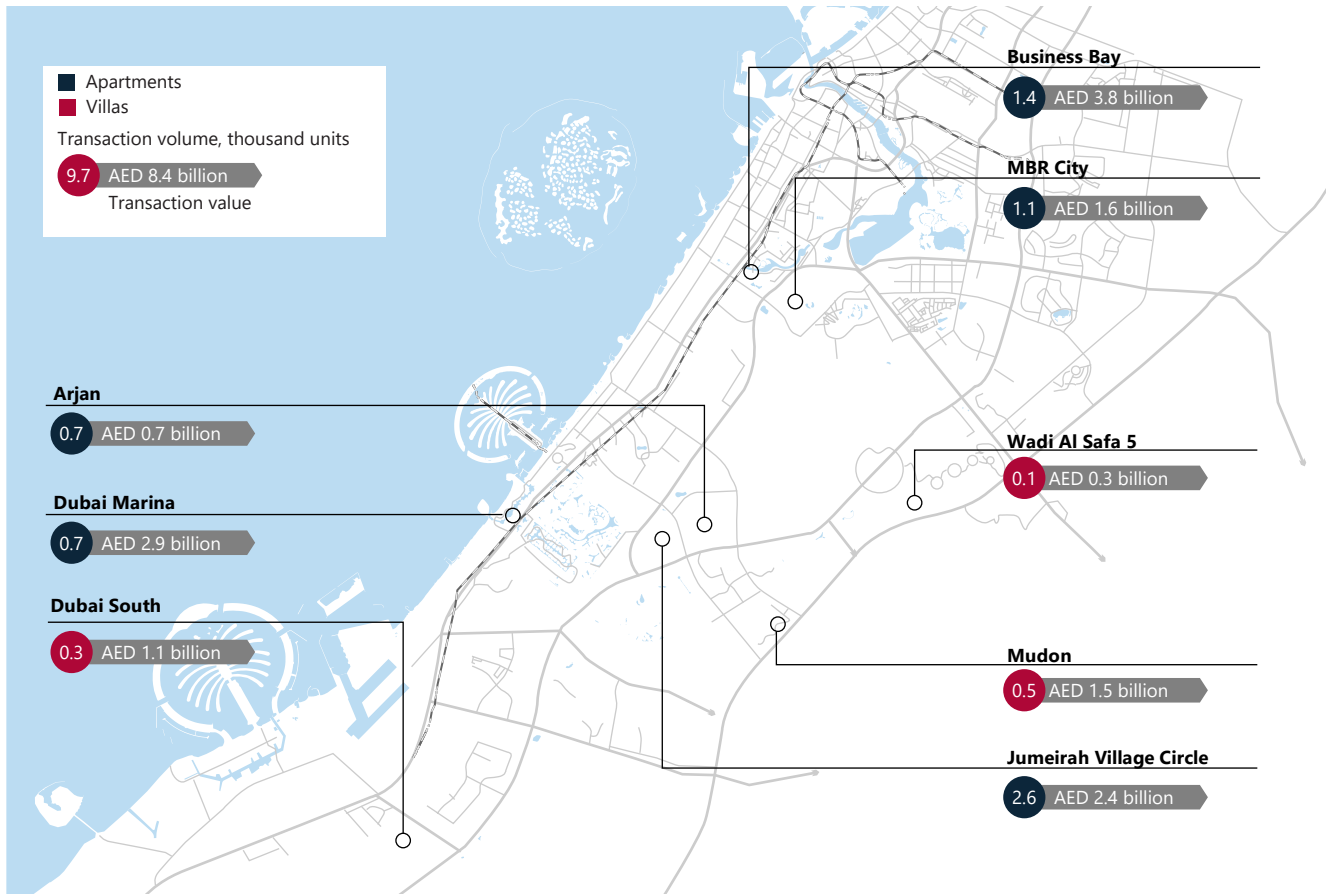 Apartments
Villas
Transaction volume, thousand units
9.7 AED 8.4 billion
Transaction value
Business Bay
1.4 AED 3.8 billion
MBR City
1.1 AED 1.6 billion
Arjan
0.7 AED 0.7 billion
Dubai Marina
0.7 AED 2.9 billion
Dubai South
0.3 AED 1.1 billion
Wadi Al Safa 5
0.1 AED 0.3 billion
Mudon
0.5 AED 1.5 billion
Jumeirah Village Circle
2.6 AED 2.4 billion